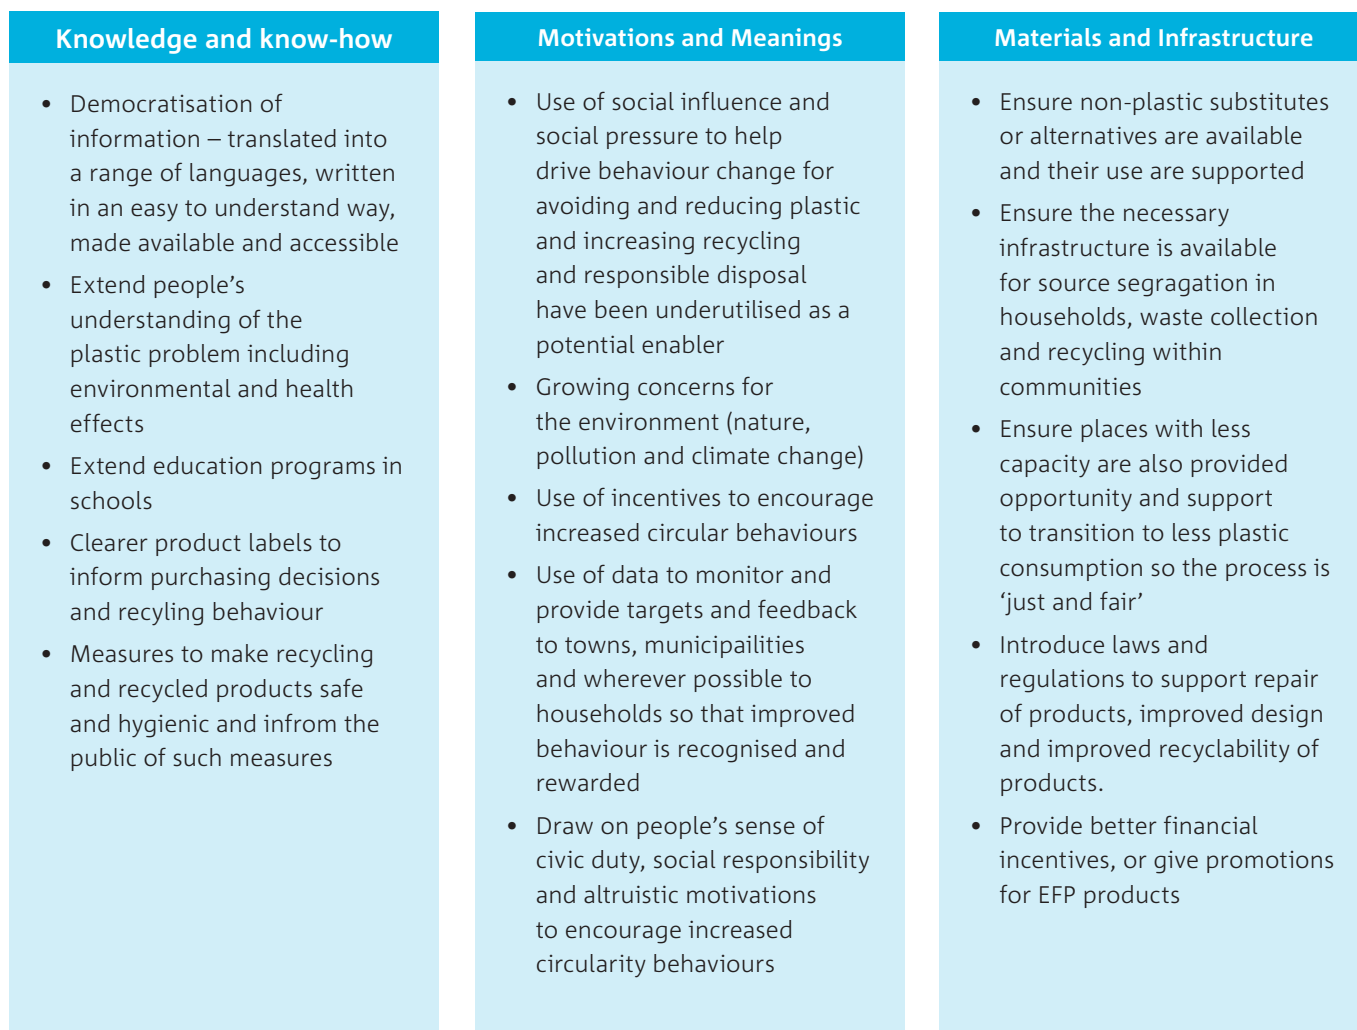 Knowledge and know-how
• Democratisation of
information – translated into
a range of languages, written
in an easy to understand way,
made available and accessible
• Extend people’s
understanding of the
plastic problem including
environmental and health
effects
• Extend education programs in
schools
• Clearer product labels to
inform purchasing decisions
and recyling behaviour
• Measures to make recycling
and recycled products safe
and hygienic and infrom the
public of such measures
Motivations and Meanings
• Use of social influence and
social pressure to help
drive behaviour change for
avoiding and reducing plastic
and increasing recycling
and responsible disposal
have been underutilised as a
potential enabler
• Growing concerns for
the environment (nature,
pollution and climate change)
• Use of incentives to encourage
increased circular behaviours
• Use of data to monitor and
provide targets and feedback
to towns, municipailities
and wherever possible to
households so that improved
behaviour is recognised and
rewarded
• Draw on people’s sense of
civic duty, social responsibility
and altruistic motivations
to encourage increased
circularity behaviours
Materials and Infrastructure
• Ensure non-plastic substitutes
or alternatives are available
and their use are supported
• Ensure the necessary
infrastructure is available
for source segragation in
households, waste collection
and recycling within
communities
• Ensure places with less
capacity are also provided
opportunity and support
to transition to less plastic
consumption so the process is
‘just and fair’
• Introduce laws and
regulations to support repair
of products, improved design
and improved recyclability of
products.
• Provide better financial
incentives, or give promotions
for EFP products